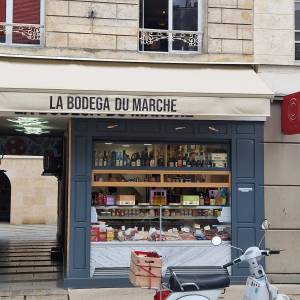 LA BODEGA DU MARCHE